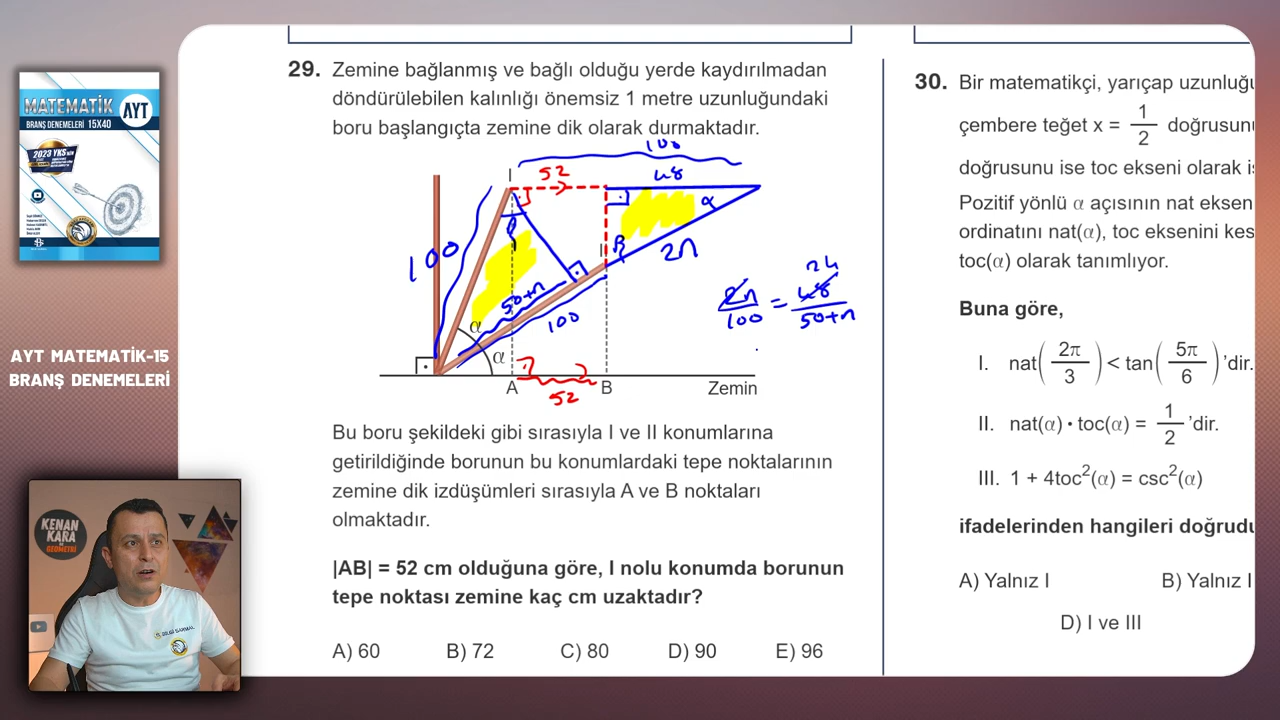 MATEMATİK AYT
BRANŞ DENEMELERİ 15X40
2023 YKS'NİN
AYT MATEMATİK-15
BRANŞ DENEMELERİ
KENAN
KARA
GEOMETRİ
BİLGİ SARMAL
29. Zemine bağlanmış ve bağlı olduğu yerde kaydırılmadan
döndürülebilen kalınlığı önemsiz 1 metre uzunluğundaki
boru başlangıçta zemine dik olarak durmaktadır.
100
52
48
I
α
β
100
β
2n
50+n
100
α
α
2n/100 = 48/50+n
24
A
B
Zemin
52
Bu boru şekildeki gibi sırasıyla I ve II konumlarına
getirildiğinde borunun bu konumlardaki tepe noktalarının
zemine dik izdüşümleri sırasıyla A ve B noktaları
olmaktadır.
|AB| = 52 cm olduğuna göre, I nolu konumda borunun
tepe noktası zemine kaç cm uzaktadır?
A) 60 B) 72 C) 80 D) 90 E) 96
30. Bir matematikçi, yarıçap uzunluğu
çembere teğet x = 1/2 doğrusunu
doğrusunu ise toc ekseni olarak i
Pozitif yönlü α açısının nat eksen
ordinatını nat(α), toc eksenini kes
toc(α) olarak tanımlıyor.
Buna göre,
I. nat(2π/3) < tan(5π/6)'dir.
II. nat(α) • toc(α) = 1/2'dir.
III. 1 + 4toc²(α) = csc²(α)
ifadelerinden hangileri doğrudu
A) Yalnız I B) Yalnız I
D) I ve III